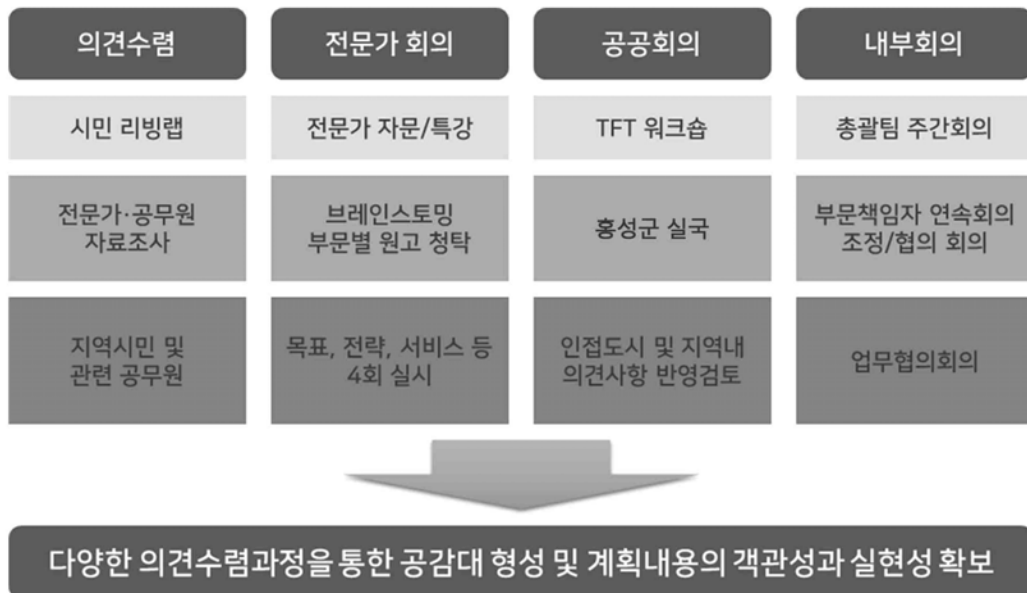 의견수렴
전문가 회의
공공회의
내부회의
시민 리빙랩
전문가 자문/특강
TFT 워크숍
총괄팀 주간회의
전문가·공무원
자료조사
브레인스토밍
부문별 원고 청탁
홍성군 실국
부문책임자 연속회의
조정/협의 회의
지역시민 및
관련 공무원
목표, 전략, 서비스 등
4회 실시
인접도시 및 지역내
의견사항 반영검토
업무협의회의
다양한 의견수렴과정을 통한 공감대 형성 및 계획내용의 객관성과 실현성 확보